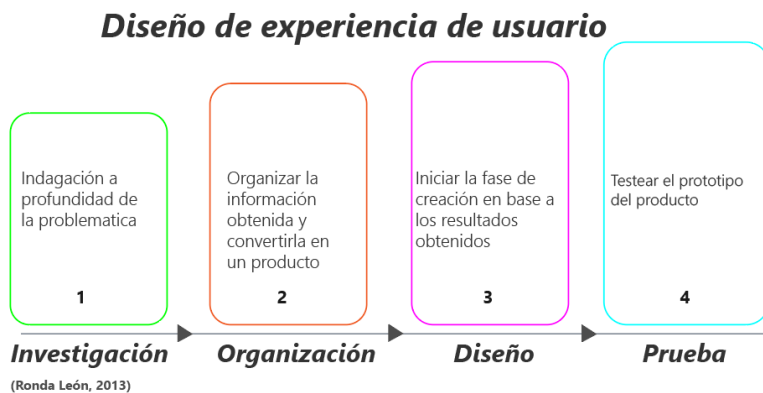 Diseño de experiencia de usuario
Indagación a
profundidad de
la problematica
1
Organizar la
información
obtenida y
convertirla en
un producto
2
Iniciar la fase de
creación en base a
los resultados
obtenidos
3
Testear el prototipo
del producto
4
Investigación
Organización
Diseño
Prueba
(Ronda León, 2013)